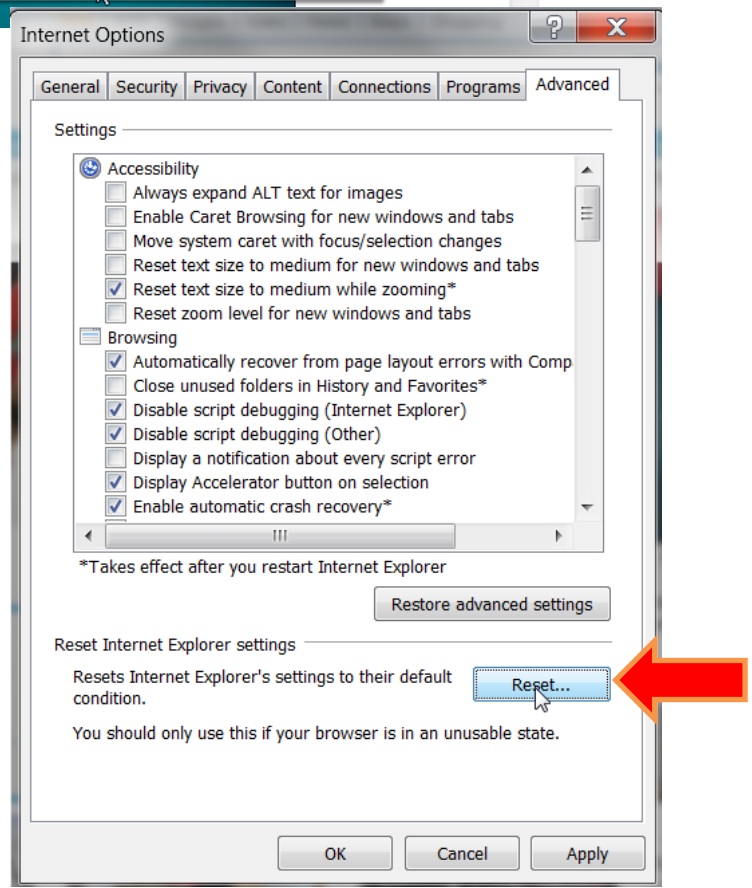 Internet Options
General Security Privacy Content Connections Programs Advanced
Settings
Accessibility
Always expand ALT text for images
Enable Caret Browsing for new windows and tabs
Move system caret with focus/selection changes
Reset text size to medium for new windows and tabs
Reset text size to medium while zooming*
Reset zoom level for new windows and tabs
Browsing
Automatically recover from page layout errors with Comp
Close unused folders in History and Favorites*
Disable script debugging (Internet Explorer)
Disable script debugging (Other)
Display a notification about every script error
Display Accelerator button on selection
Enable automatic crash recovery*
*Takes effect after you restart Internet Explorer
Restore advanced settings
Reset Internet Explorer settings
Resets Internet Explorer's settings to their default
condition.
Reset...
You should only use this if your browser is in an unusable state.
OK Cancel Apply